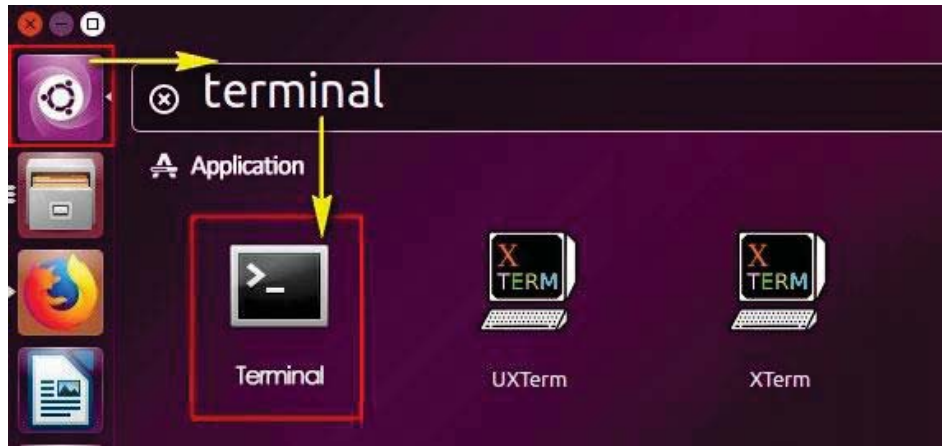 terminal
Application
X
TERM
X
TERM
>_
Terminal
UXTerm
XTerm